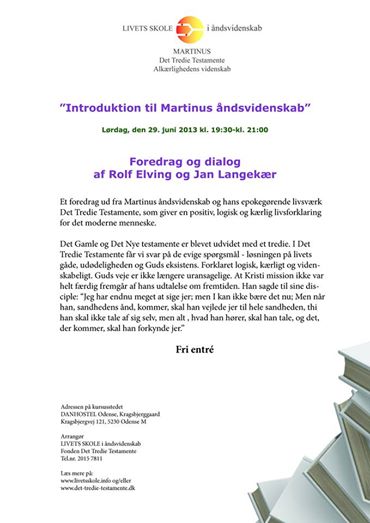 LIVETS SKOLE i åndsvidenskab
MARTINUS
Det Tredie Testamente
Alkærlighedens videnskab
”Introduktion til Martinus åndsvidenskab”
Lørdag, den 29. juni 2013 kl. 19:30-kl. 21:00
Foredrag og dialog
af Rolf Elving og Jan Langekær
Et foredrag ud fra Martinus åndsvidenskab og hans epokegørende livsværk
Det Tredie Testamente, som giver en positiv, logisk og kærlig livsforklaring
for det moderne menneske.
Det Gamle og Det Nye testamente er blevet udvidet med et tredie. I Det
Tredie Testamente får vi svar på de evige spørgsmål - løsningen på livets
gåde, udødeligheden og Guds eksistens. Forklaret logisk, kærligt og viden-
skabeligt. Guds veje er ikke længere uransagelige. At Kristi mission ikke var
helt færdig fremgår af hans udtalelse om fremtiden. Han sagde til sine di-
sciple: “Jeg har endnu meget at sige jer; men I kan ikke bære det nu; Men når
han, sandhedens ånd, kommer, skal han vejlede jer til hele sandheden, thi
han skal ikke tale af sig selv, men alt , hvad han hører, skal han tale, og det,
der kommer, skal han forkynde jer.”
Fri entré
Adressen på kursusstedet
DANHOSTEL Odense, Kragsbjerggaard
Kragsbjergvej 121, 5230 Odense M
Arrangør
LIVETS SKOLE i åndsvidenskab
Fonden Det Tredie Testamente
Tel.nr. 2015 7811
Læs mere på:
www.livetsskole.info og/eller
www.det-tredie-testamente.dk